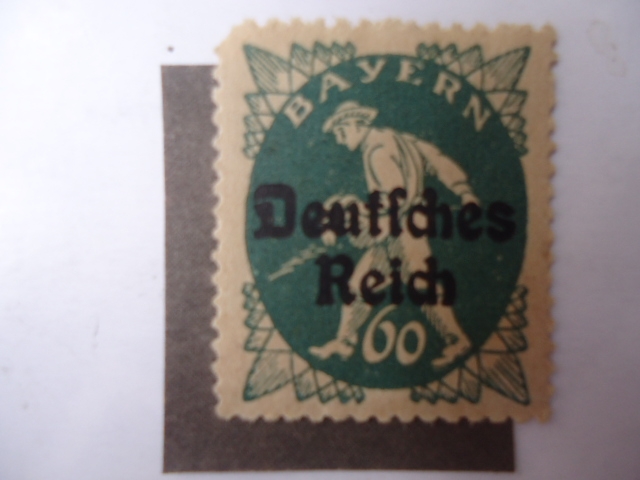 BAYERN
Deutsches
Reich
60